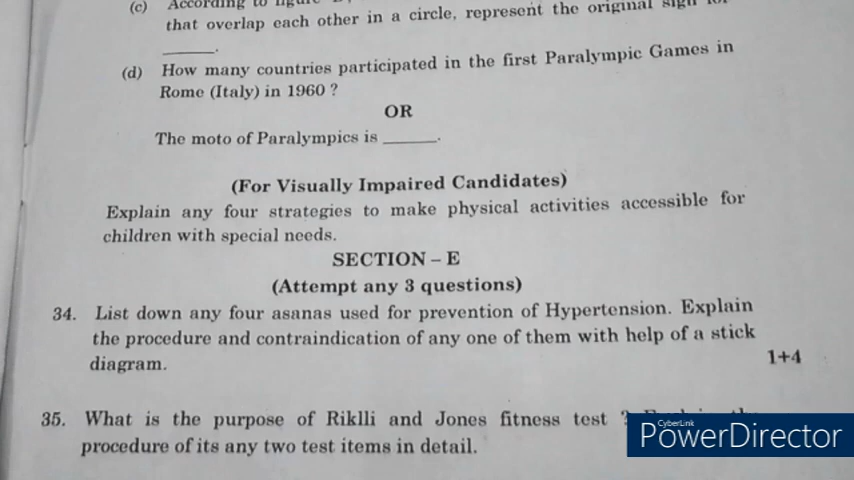 (c) According to figure
that overlap each other in a circle, represent the original sign for
______.
(d) How many countries participated in the first Paralympic Games in
Rome (Italy) in 1960 ?
OR
The moto of Paralympics is ______.
(For Visually Impaired Candidates)
Explain any four strategies to make physical activities accessible for
children with special needs.
SECTION – E
(Attempt any 3 questions)
34. List down any four asanas used for prevention of Hypertension. Explain
the procedure and contraindication of any one of them with help of a stick
diagram.
1+4
35. What is the purpose of Riklli and Jones fitness test ?
procedure of its any two test items in detail.
CyberLink
PowerDirector